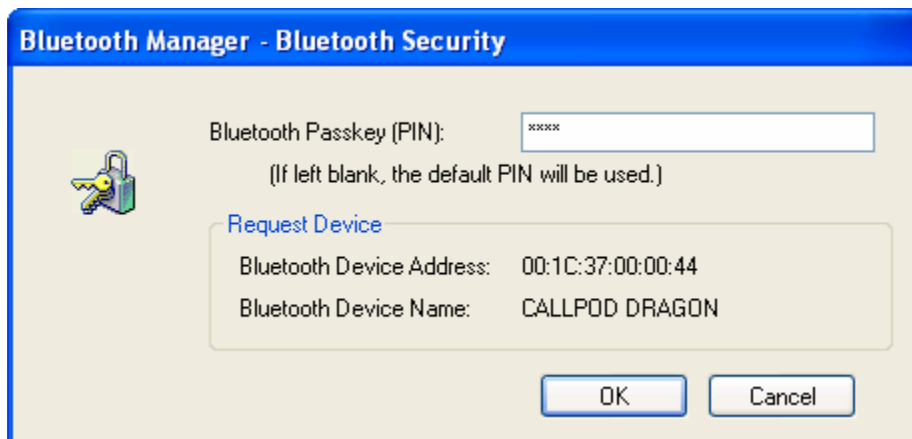 Bluetooth Manager - Bluetooth Security
Bluetooth Passkey (PIN): ****
(If left blank, the default PIN will be used.)
Request Device
Bluetooth Device Address: 00:1C:37:00:00:44
Bluetooth Device Name: CALLPOD DRAGON
OK Cancel